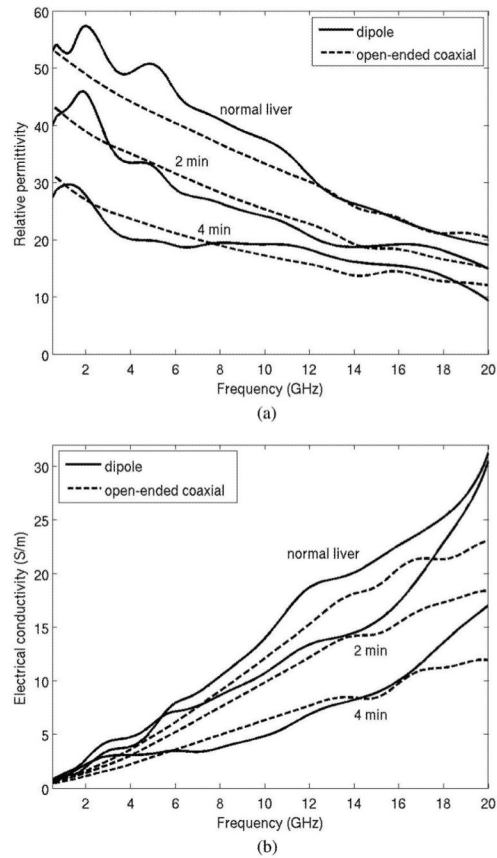 60
50
40
30
20
10
0
Relative permittivity
dipole
open-ended coaxial
normal liver
2 min
4 min
2 4 6 8 10 12 14 16 18 20
Frequency (GHz)
(a)
30
25
20
15
10
5
0
Electrical conductivity (S/m)
dipole
open-ended coaxial
normal liver
2 min
4 min
2 4 6 8 10 12 14 16 18 20
Frequency (GHz)
(b)